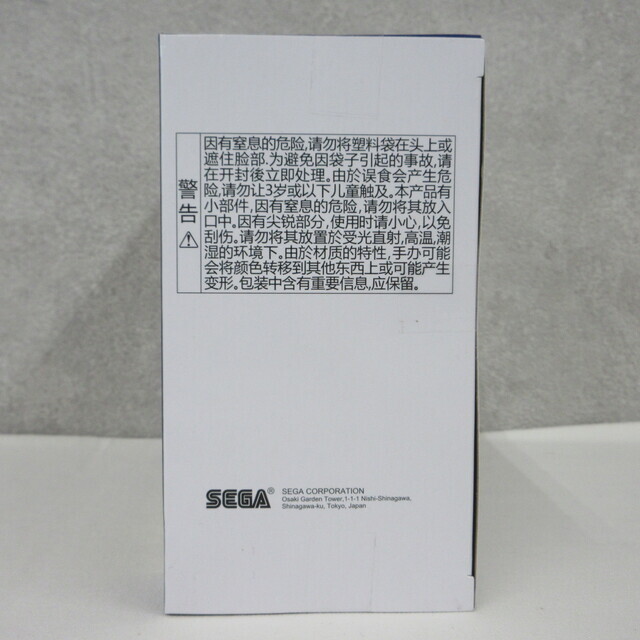 警告
因有窒息的危险,请勿将塑料袋在头上或
遮住脸部.为避免因袋子引起的事故,请
在开封後立即处理。由於误食会产生危
险,请勿让3岁或以下儿童触及。本产品有
小部件,因有窒息的危险,请勿将其放入
口中。因有尖锐部分,使用时请小心,以免
刮伤。请勿将其放置於受光直射,高温,潮
湿的环境下。由於材质的特性,手办可能
会将颜色转移到其他东西上或可能产生
变形。包装中含有重要信息,应保留。
SEGA®
SEGA CORPORATION
Osaki Garden Tower,1-1-1 Nishi-Shinagawa,
Shinagawa-ku, Tokyo, Japan